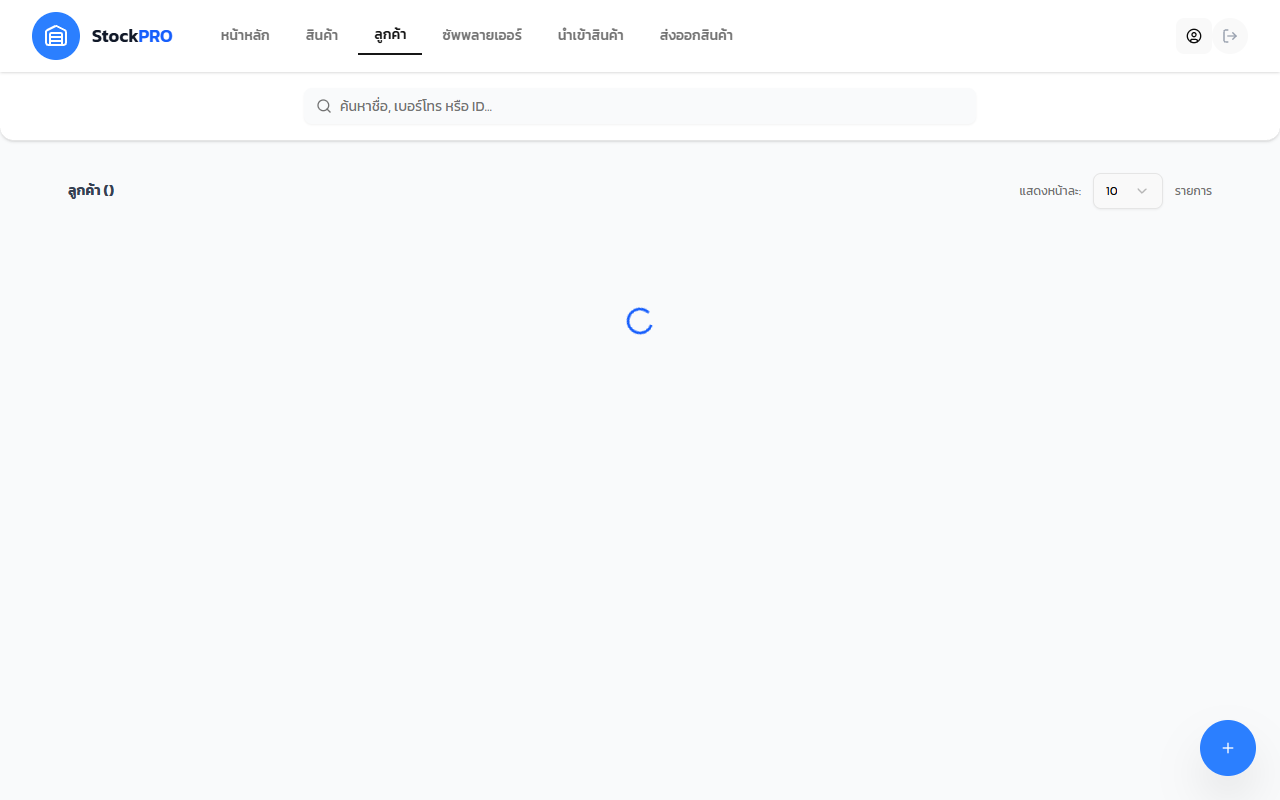 StockPRO
หน้าหลัก
สินค้า
ลูกค้า
ซัพพลายเออร์
นำเข้าสินค้า
ส่งออกสินค้า
ค้นหาชื่อ, เบอร์โทร หรือ ID...
ลูกค้า ()
แสดงหน้าละ: 10 รายการ